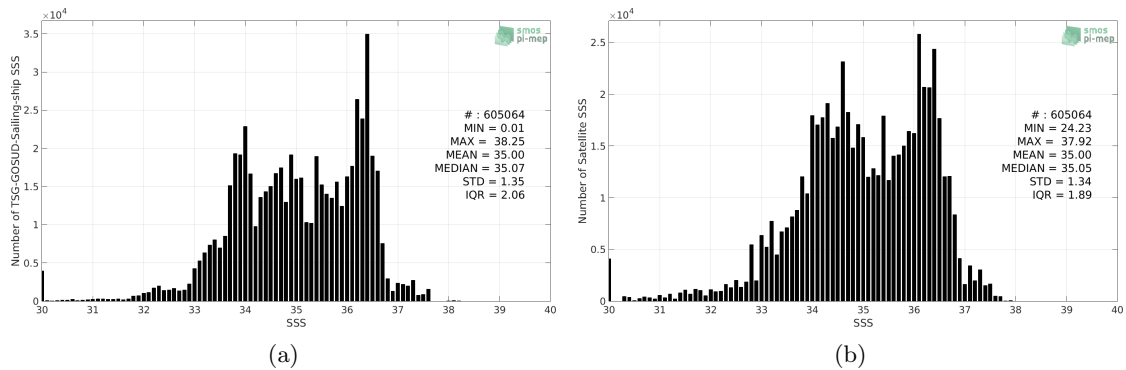 ×10⁴
smos
pi-mep
Number of TSG-GOSUD-Sailing-ship SSS
3.5
3
2.5
2
1.5
1
0.5
0
# : 605064
MIN = 0.01
MAX = 38.25
MEAN = 35.00
MEDIAN = 35.07
STD = 1.35
IQR = 2.06
30 31 32 33 34 35 36 37 38 39 40
SSS
(a)
×10⁴
smos
pi-mep
Number of Satellite SSS
2.5
2
1.5
1
0.5
0
# : 605064
MIN = 24.23
MAX = 37.92
MEAN = 35.00
MEDIAN = 35.05
STD = 1.34
IQR = 1.89
30 31 32 33 34 35 36 37 38 39 40
SSS
(b)